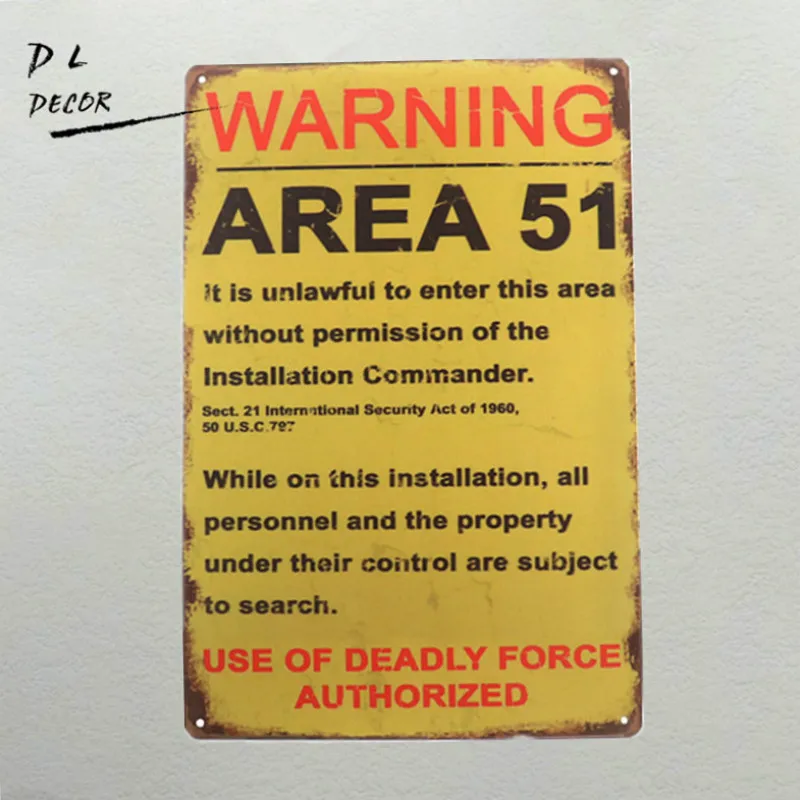 D L
DECOR
WARNING
AREA 51
It is unlawful to enter this area
without permission of the
Installation Commander.
Sect. 21 International Security Act of 1960,
50 U.S.C.797
While on this installation, all
personnel and the property
under their control are subject
to search.
USE OF DEADLY FORCE
AUTHORIZED